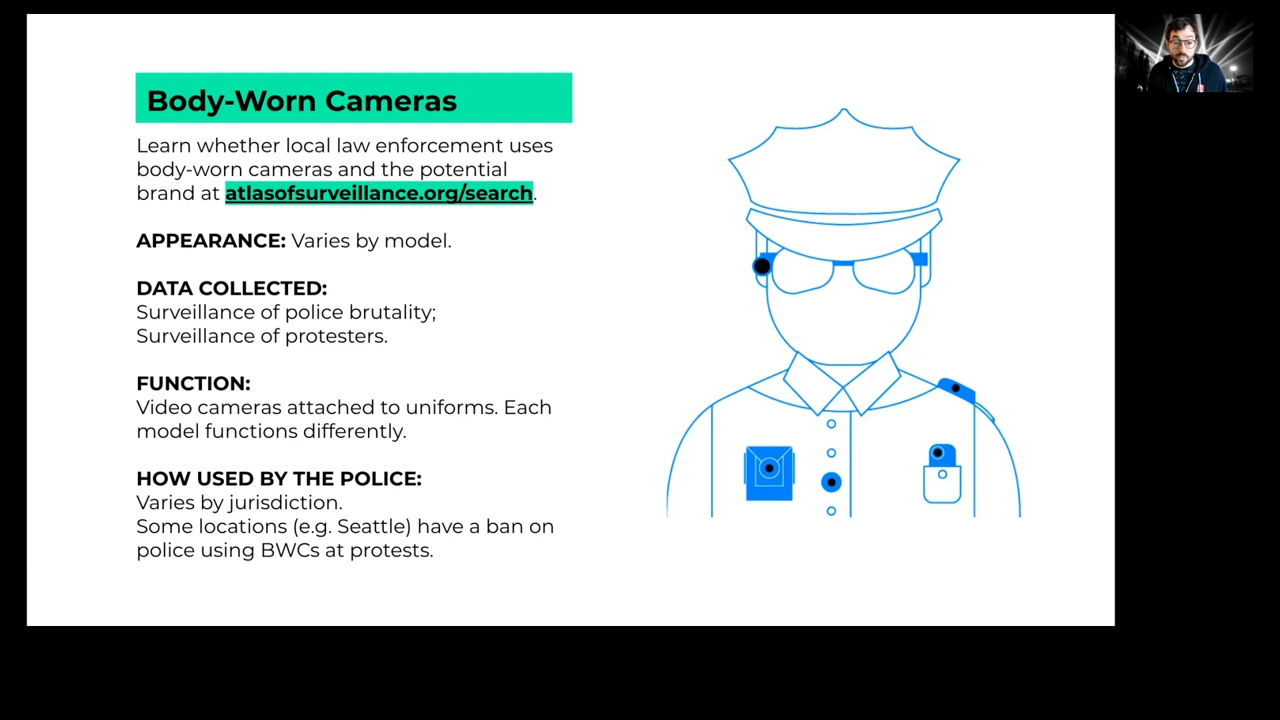 Body-Worn Cameras
Learn whether local law enforcement uses
body-worn cameras and the potential
brand at atlasofsurveillance.org/search.
APPEARANCE: Varies by model.
DATA COLLECTED:
Surveillance of police brutality;
Surveillance of protesters.
FUNCTION:
Video cameras attached to uniforms. Each
model functions differently.
HOW USED BY THE POLICE:
Varies by jurisdiction.
Some locations (e.g. Seattle) have a ban on
police using BWCs at protests.